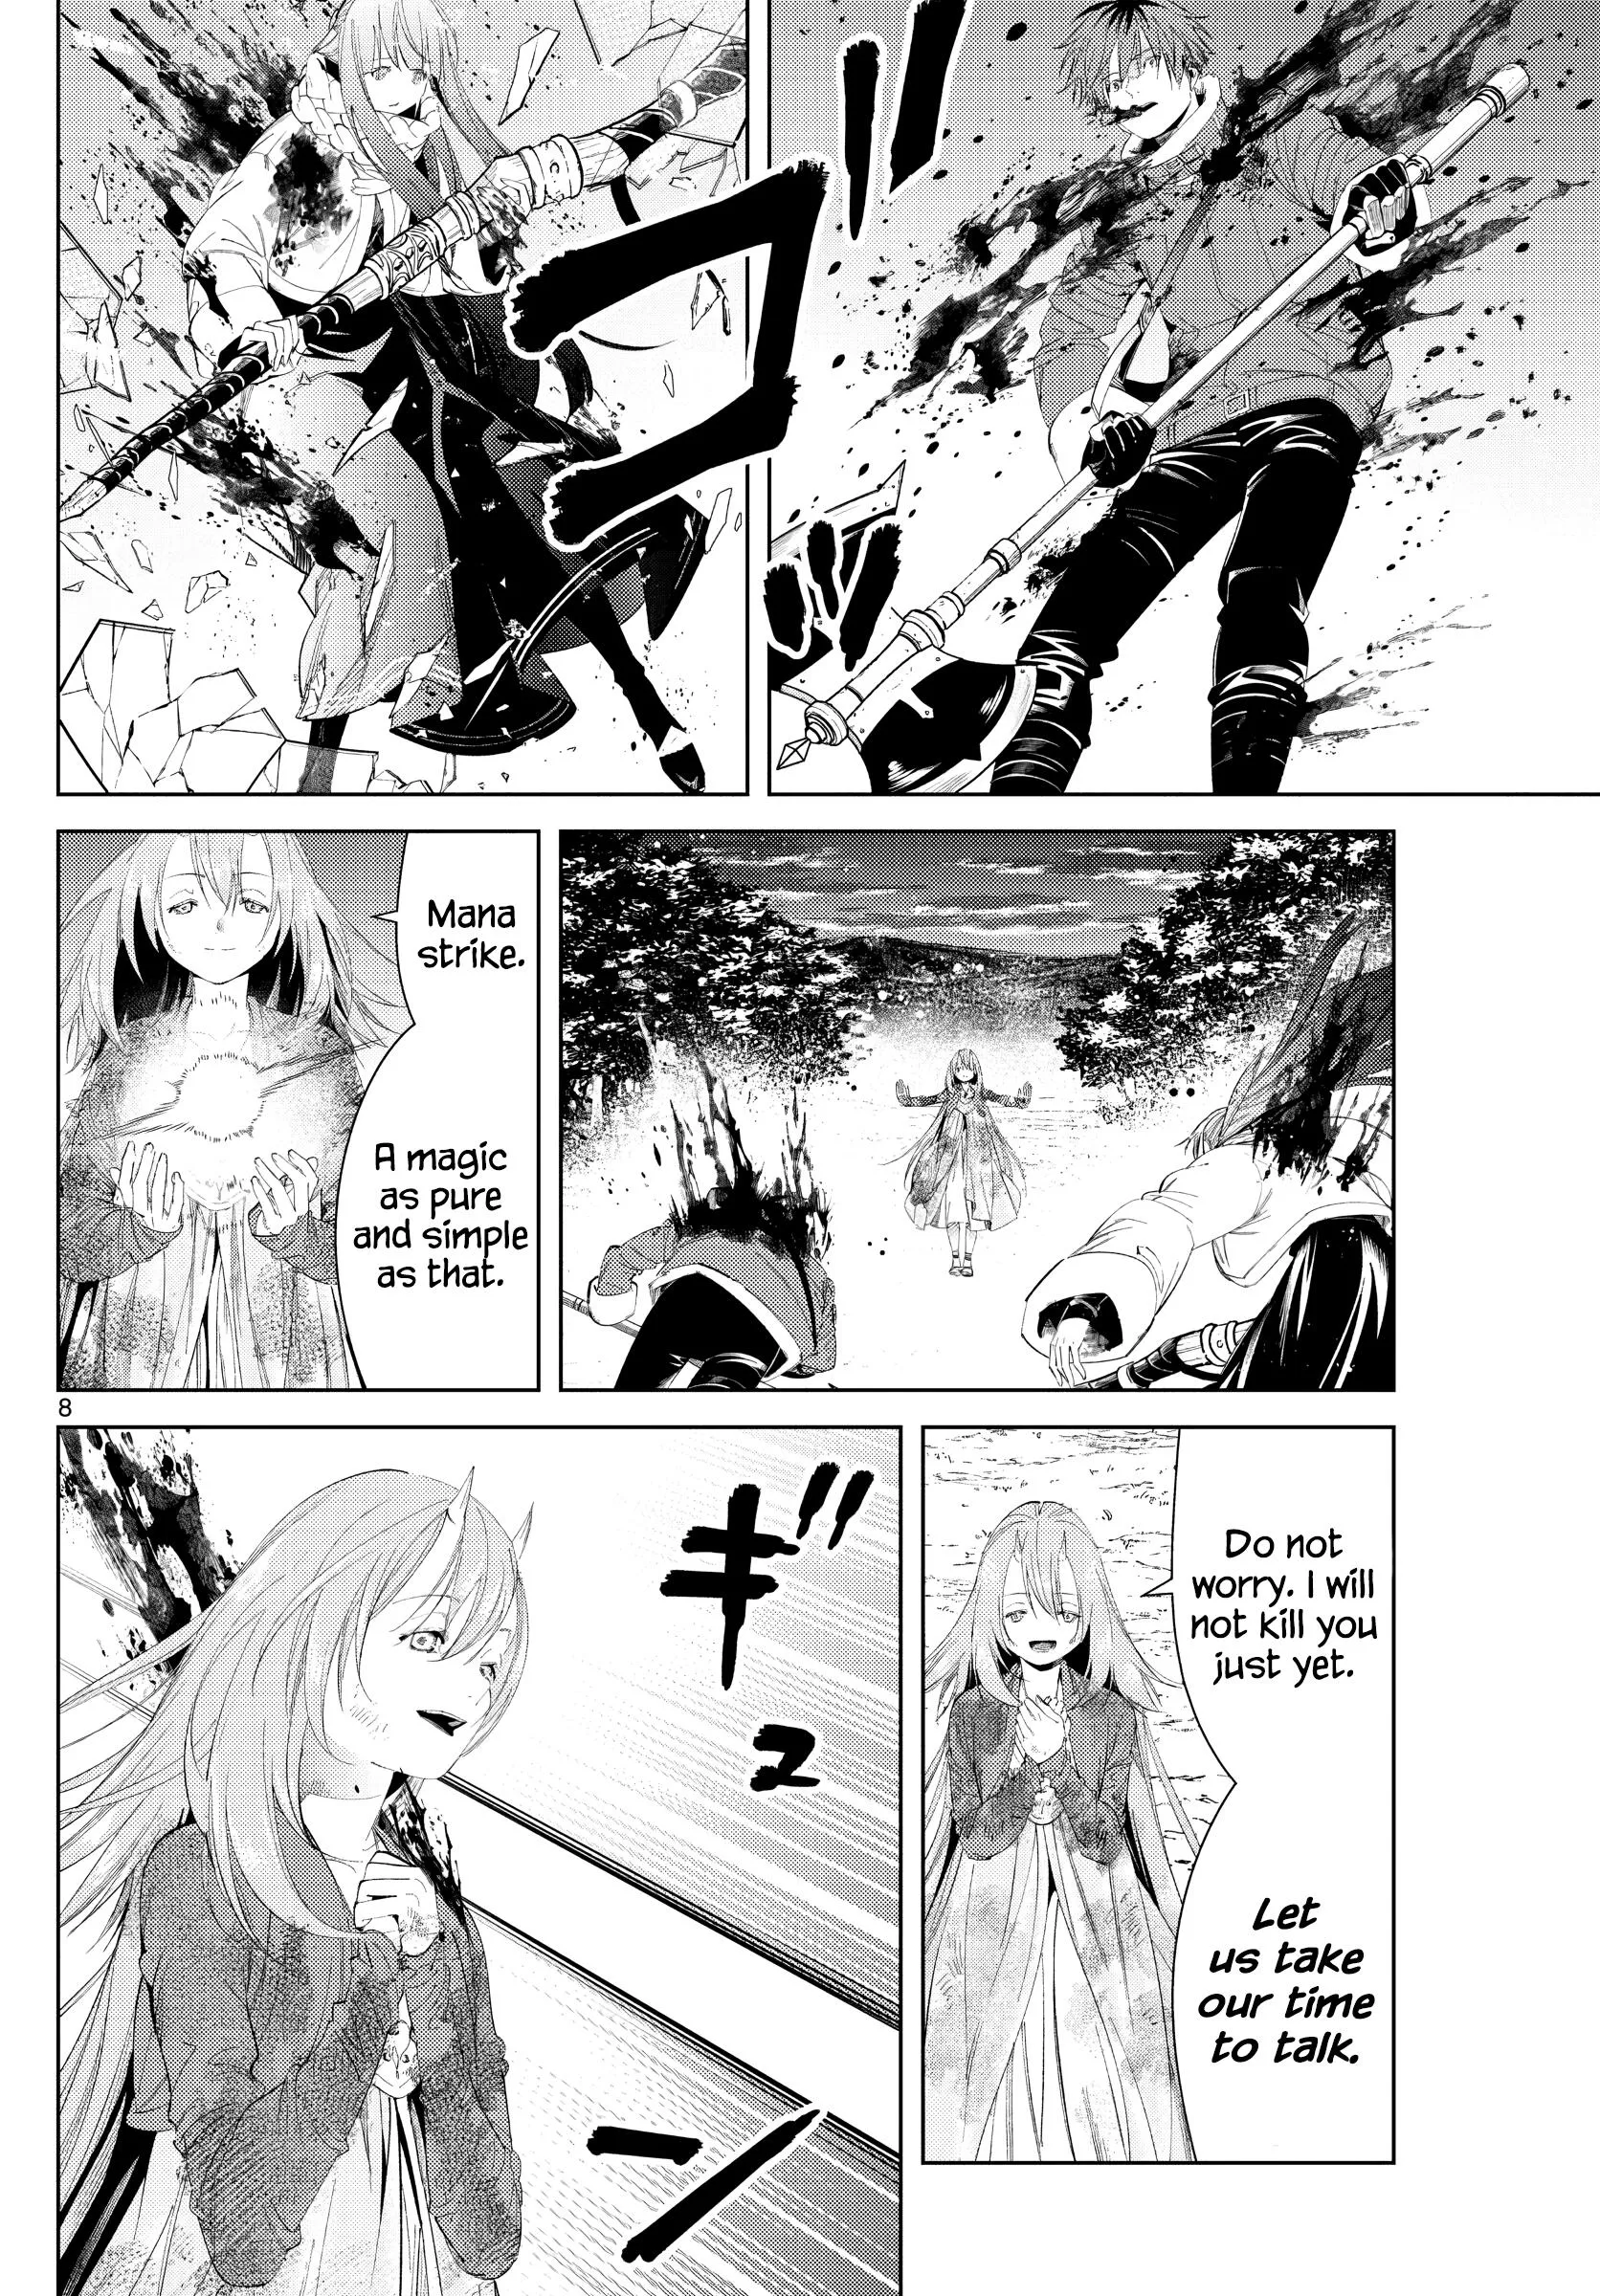 ゴ
Mana
strike.
A magic
as pure
and simple
as that.
Do not
worry. I will
not kill you
just yet.
Let
us take
our time
to talk.
ギュン
8